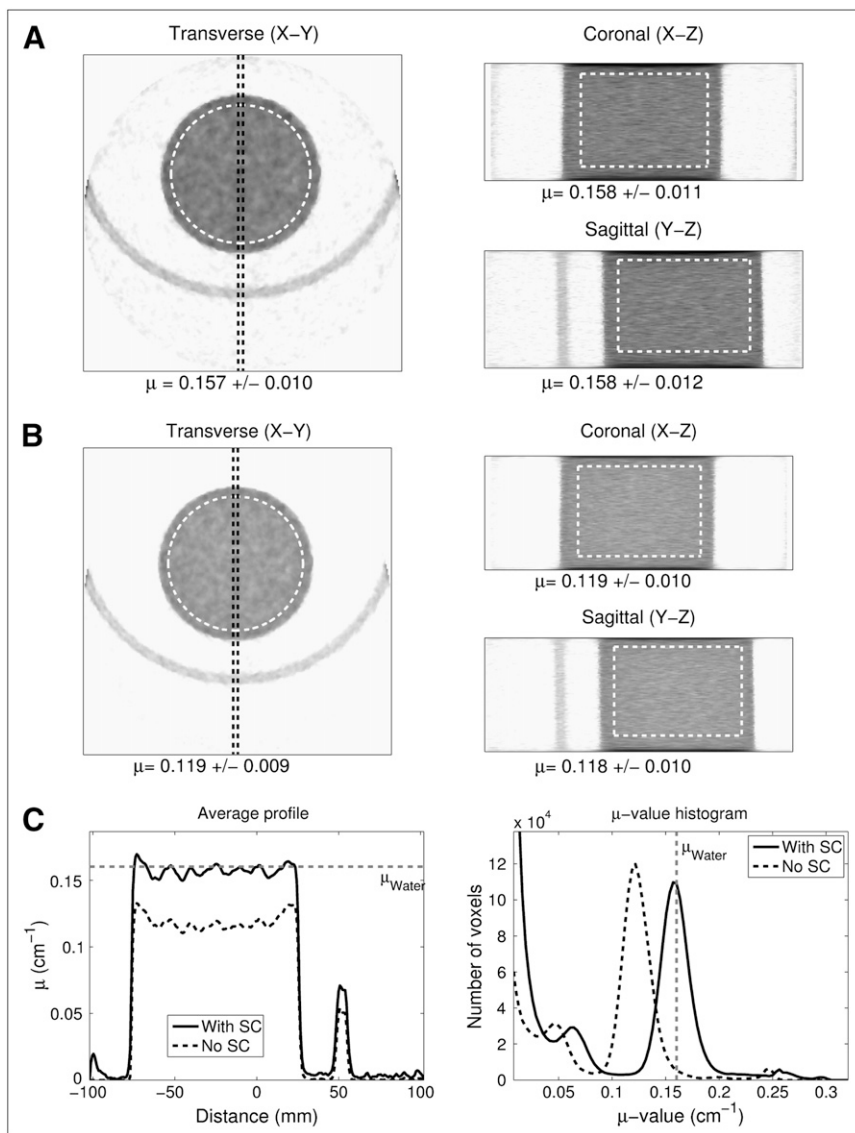 A
Transverse (X–Y)
μ = 0.157 +/– 0.010
Coronal (X–Z)
μ= 0.158 +/– 0.011
Sagittal (Y–Z)
μ= 0.158 +/– 0.012
B
Transverse (X–Y)
μ= 0.119 +/– 0.009
Coronal (X–Z)
μ= 0.119 +/– 0.010
Sagittal (Y–Z)
μ= 0.118 +/– 0.010
C
Average profile
μ (cm⁻¹)
0.15
0.1
0.05
0
μWater
With SC
No SC
−100 −50 0 50 100
Distance (mm)
μ-value histogram
x 10⁴
Number of voxels
12
10
8
6
4
2
0
μWater
With SC
No SC
0.05 0.1 0.15 0.2 0.25 0.3
μ-value (cm⁻¹)